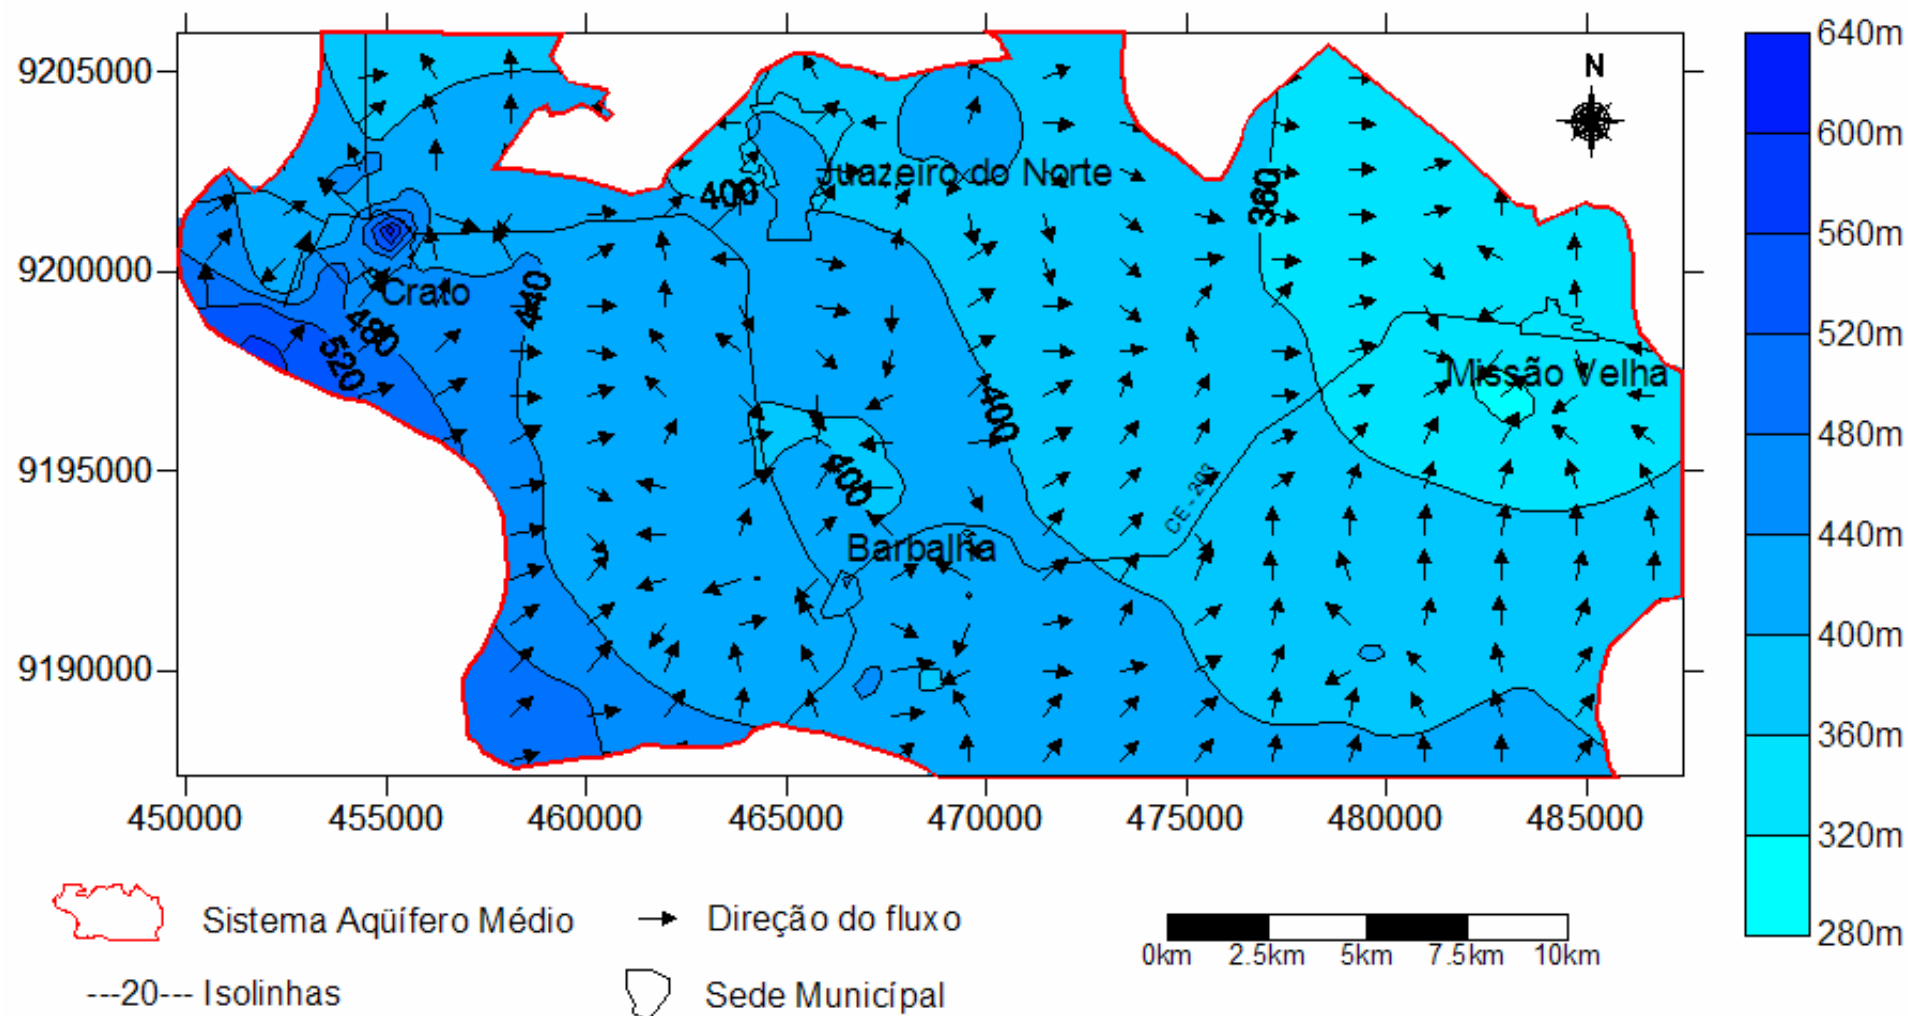 9205000
9200000
9195000
9190000
N
Juazeiro do Norte
400
360
Crato
440
480
520
Missão Velha
400
400
CE - 293
Barbalha
450000 455000 460000 465000 470000 475000 480000 485000
640m
600m
560m
520m
480m
440m
400m
360m
320m
280m
Sistema Aqüífero Médio
Direção do fluxo
0km 2.5km 5km 7.5km 10km
---20--- Isolinhas
Sede Municípal